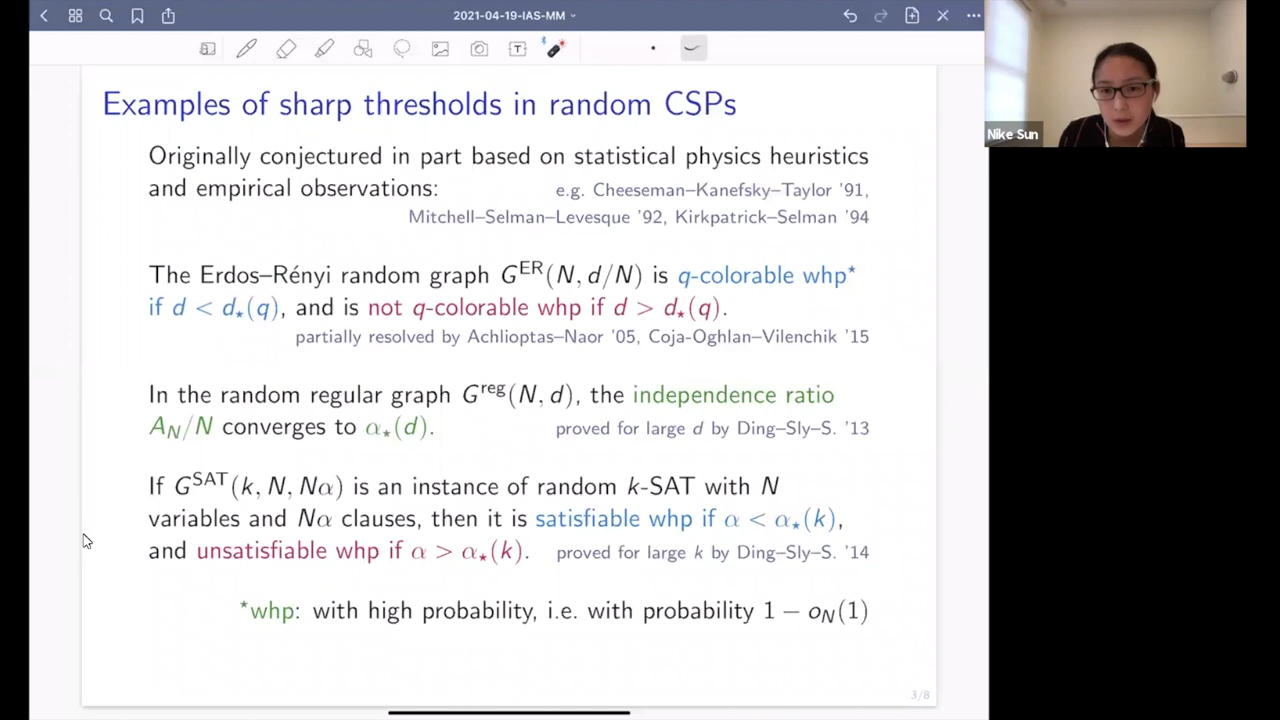 2021-04-19-IAS-MM
Examples of sharp thresholds in random CSPs
Originally conjectured in part based on statistical physics heuristics
and empirical observations: e.g. Cheeseman–Kanefsky–Taylor '91,
Mitchell–Selman–Levesque '92, Kirkpatrick–Selman '94
The Erdos–Rényi random graph G^ER(N, d/N) is q-colorable whp*
if d < d⋆(q), and is not q-colorable whp if d > d⋆(q).
partially resolved by Achlioptas–Naor '05, Coja-Oghlan–Vilenchik '15
In the random regular graph G^reg(N, d), the independence ratio
A_N/N converges to α⋆(d). proved for large d by Ding–Sly–S. '13
If G^SAT(k, N, Nα) is an instance of random k-SAT with N
variables and Nα clauses, then it is satisfiable whp if α < α⋆(k),
and unsatisfiable whp if α > α⋆(k). proved for large k by Ding–Sly–S. '14
*whp: with high probability, i.e. with probability 1 − o_N(1)
3/8
Nike Sun